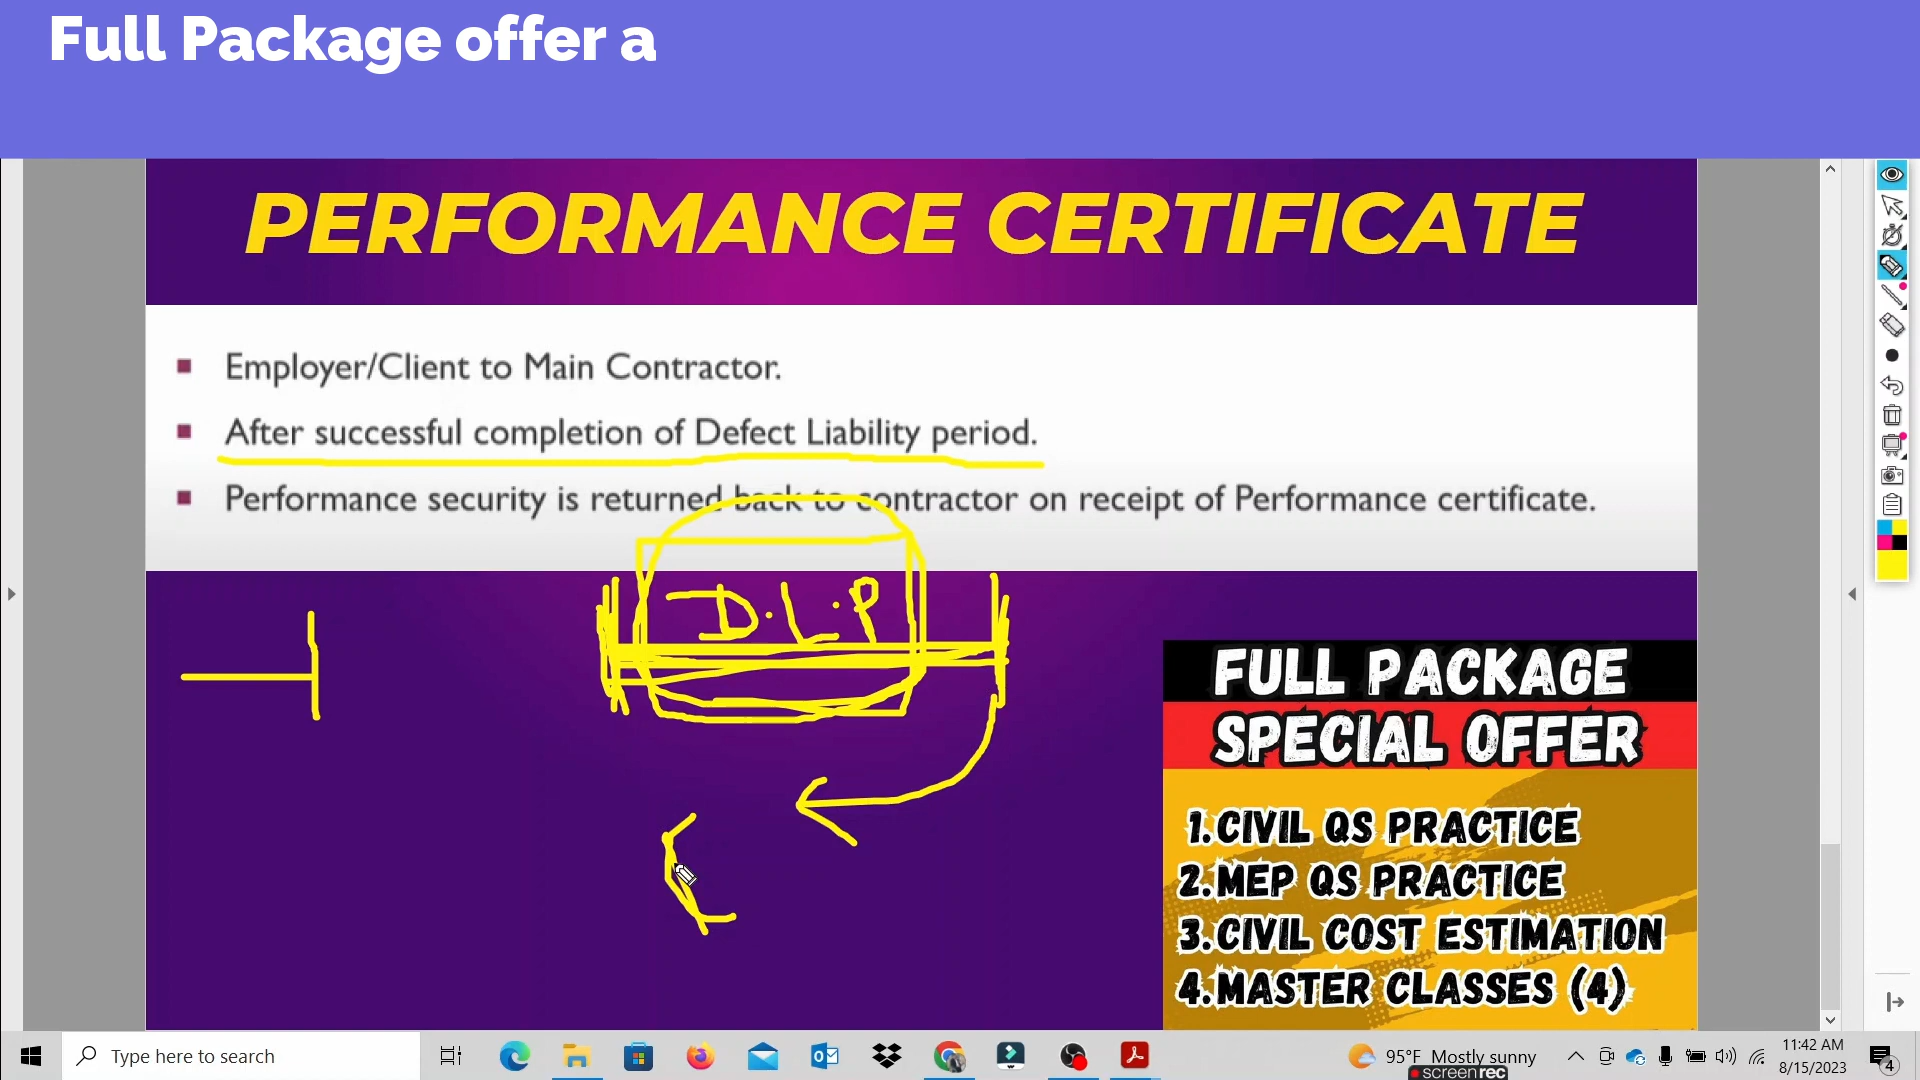 Full Package offer a
PERFORMANCE CERTIFICATE
Employer/Client to Main Contractor.
After successful completion of Defect Liability period.
Performance security is returned back to contractor on receipt of Performance certificate.
D.L.P
FULL PACKAGE
SPECIAL OFFER
1.CIVIL QS PRACTICE
2.MEP QS PRACTICE
3.CIVIL COST ESTIMATION
4.MASTER CLASSES (4)
Type here to search
95°F Mostly sunny
screenrec
11:42 AM
8/15/2023
4